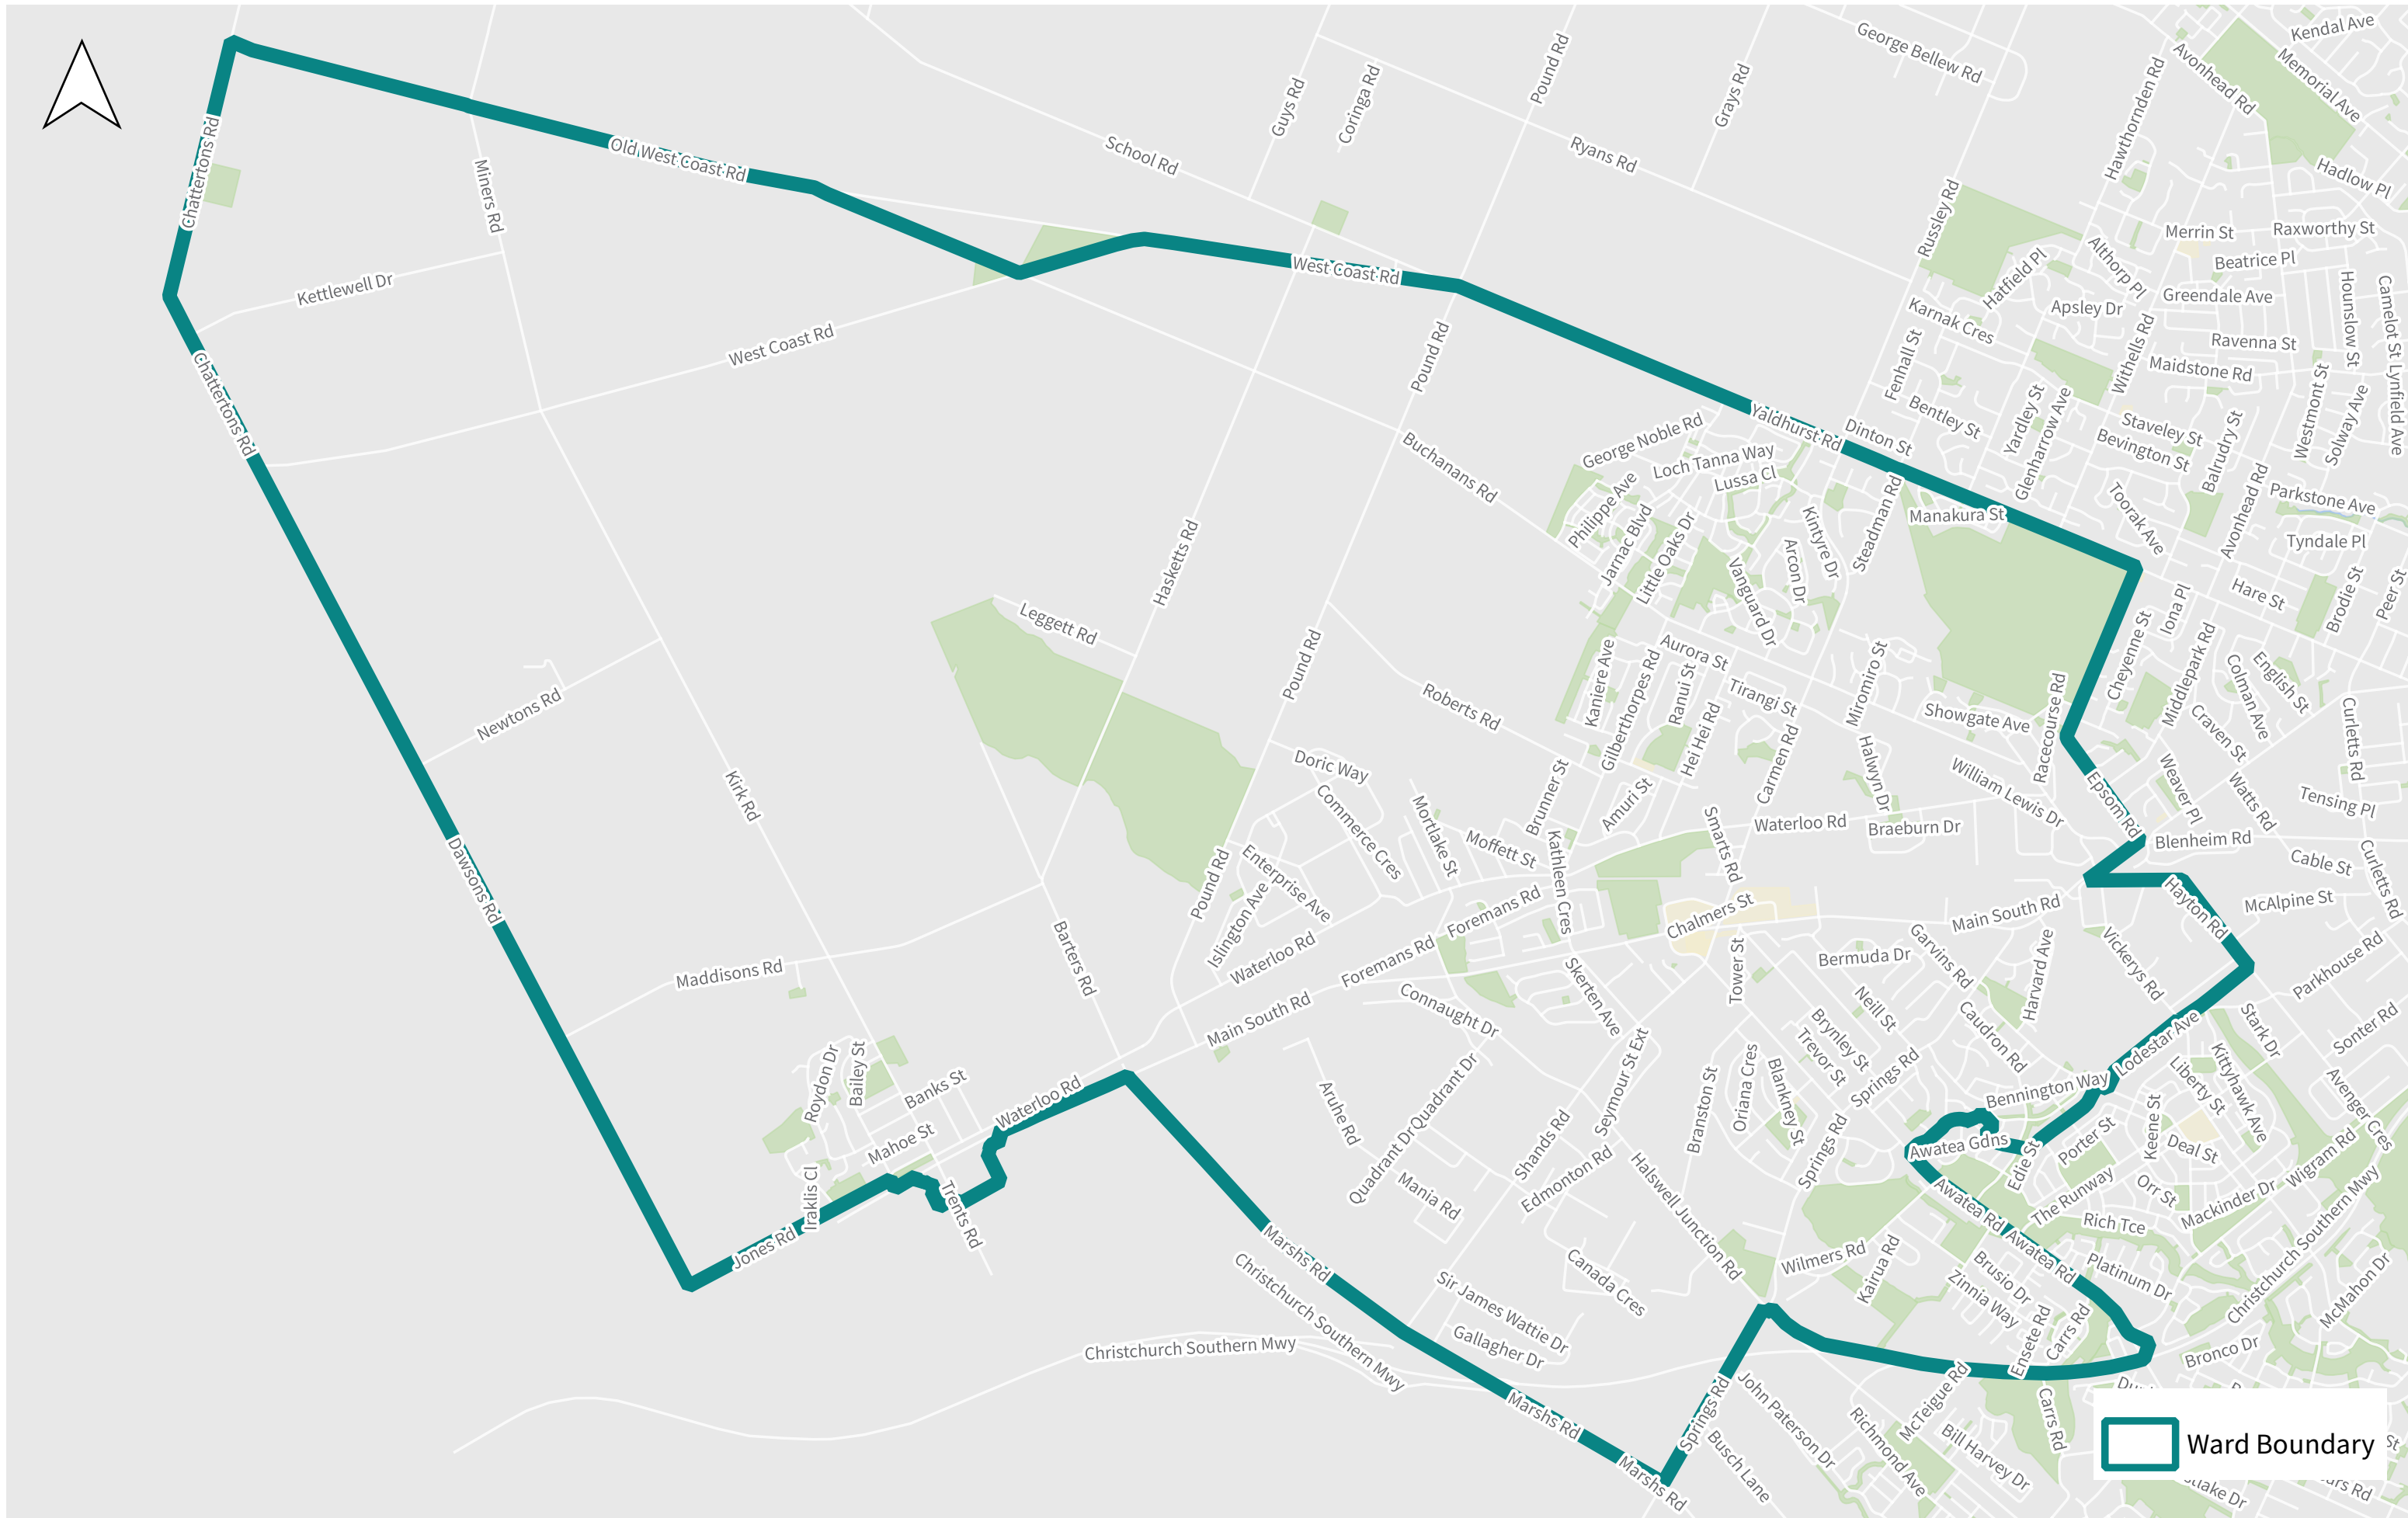 Kendal Ave
George Bellew Rd
Avonhead Rd
Memorial Ave
Pound Rd
Hawthornden Rd
Guys Rd
Coringa Rd
Grays Rd
Chattertons Rd
Old West Coast Rd
School Rd
Ryans Rd
Hadlow Pl
Miners Rd
Russley Rd
Merrin St
Raxworthy St
Althorp Pl
Beatrice Pl
Hatfield Pl
West Coast Rd
Kettlewell Dr
Greendale Ave
Apsley Dr
Hounslow St
Camelot St
Karnak Cres
West Coast Rd
Pound Rd
Fenhall St
Withells Rd
Ravenna St
Maidstone Rd
Lynfield Ave
Chattertons Rd
Bentley St
Yardley St
Glenharrow Ave
Westmont St
Solway Ave
George Noble Rd
Yaldhurst Rd
Dinton St
Staveley St
Bevington St
Balrudry St
Buchanans Rd
Loch Tanna Way
Lussa Cl
Philippe Ave
Jarnac Blvd
Little Oaks Dr
Kintyre Dr
Steadman Rd
Manakura St
Toorak Ave
Avonhead Rd
Parkstone Ave
Tyndale Pl
Hasketts Rd
Vanguard Dr
Arcon Dr
Hare St
Brodie St
Peer St
Leggett Rd
Iona Pl
Cheyenne St
Middlepark Rd
Pound Rd
Aurora St
Kaniere Ave
Gilberthorpes Rd
Ranui St
Tirangi St
Hei Hei Rd
Miromiro St
Showgate Ave
Racecourse Rd
English St
Colman Ave
Craven St
Curletts Rd
Newtons Rd
Roberts Rd
Doric Way
Carmen Rd
Halwyn Dr
William Lewis Dr
Epsom Rd
Weaver Pl
Watts Rd
Tensing Pl
Kirk Rd
Commerce Cres
Mortlake St
Moffett St
Brunner St
Amuri St
Smarts Rd
Waterloo Rd
Braeburn Dr
Blenheim Rd
Cable St
Curletts Rd
Dawsons Rd
Pound Rd
Enterprise Ave
Islington Ave
Kathleen Cres
Foremans Rd
Chalmers St
Main South Rd
Hayton Rd
McAlpine St
Barters Rd
Waterloo Rd
Foremans Rd
Maddisons Rd
Skerten Ave
Tower St
Bermuda Dr
Garvins Rd
Harvard Ave
Vickerys Rd
Parkhouse Rd
Main South Rd
Connaught Dr
Neill St
Caudron Rd
Brynley St
Trevor St
Lodestar Ave
Stark Dr
Sonter Rd
Roydon Dr
Bailey St
Banks St
Waterloo Rd
Mahoe St
Aruhe Rd
Quadrant Dr
Quadrant Dr
Seymour St Ext
Shands Rd
Branston St
Oriana Cres
Blankney St
Springs Rd
Bennington Way
Liberty St
Kittyhawk Ave
Avenger Cres
Awatea Gdns
Edie St
Porter St
Keene St
Deal St
Wigram Rd
Iraklis Cl
Trents Rd
Jones Rd
Mania Rd
Edmonton Rd
Halswell Junction Rd
Springs Rd
Awatea Rd
The Runway
Orr St
Mackinder Dr
Rich Tce
Marshs Rd
Christchurch Southern Mwy
Canada Cres
Wilmers Rd
Kairua Rd
Awatea Rd
Brusio Dr
Zinnia Way
Platinum Dr
Christchurch Southern Mwy
McMahon Dr
Sir James Wattie Dr
Gallagher Dr
Christchurch Southern Mwy
Ensete Rd
Carrs Rd
Bronco Dr
Marshs Rd
Springs Rd
John Paterson Dr
McTeigue Rd
Carrs Rd
Richmond Ave
Bill Harvey Dr
Busch Lane
Marshs Rd
Ward Boundary